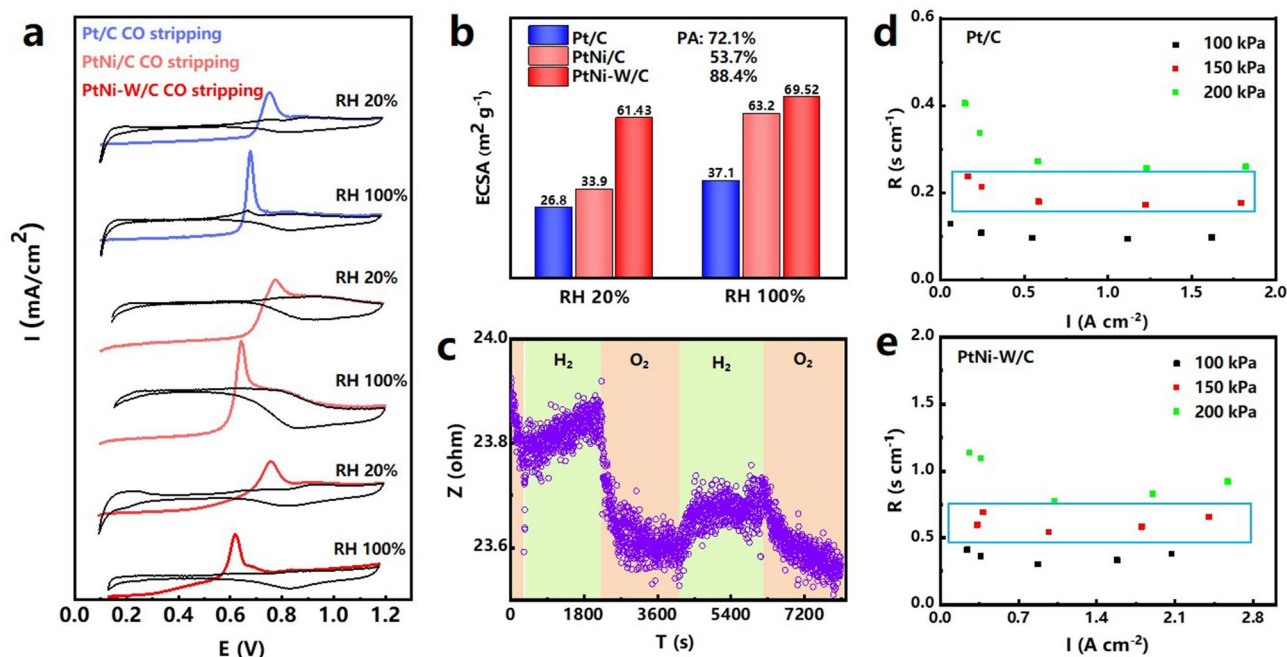 a
Pt/C CO stripping
PtNi/C CO stripping
PtNi-W/C CO stripping
RH 20%
RH 100%
RH 20%
RH 100%
RH 20%
RH 100%
I (mA/cm²)
0.0 0.2 0.4 0.6 0.8 1.0 1.2
E (V)
b
Pt/C PA: 72.1%
PtNi/C 53.7%
PtNi-W/C 88.4%
ECSA (m² g⁻¹)
26.8 33.9 61.43 37.1 63.2 69.52
RH 20% RH 100%
c
H₂ O₂ H₂ O₂
24.0
23.8
23.6
Z (ohm)
0 1800 3600 5400 7200
T (s)
d
Pt/C
100 kPa
150 kPa
200 kPa
0.6
0.4
0.2
0.0
R (s cm⁻¹)
0.0 0.5 1.0 1.5 2.0
I (A cm⁻²)
e
PtNi-W/C
100 kPa
150 kPa
200 kPa
2.0
1.5
1.0
0.5
0.0
R (s cm⁻¹)
0.7 1.4 2.1 2.8
I (A cm⁻²)